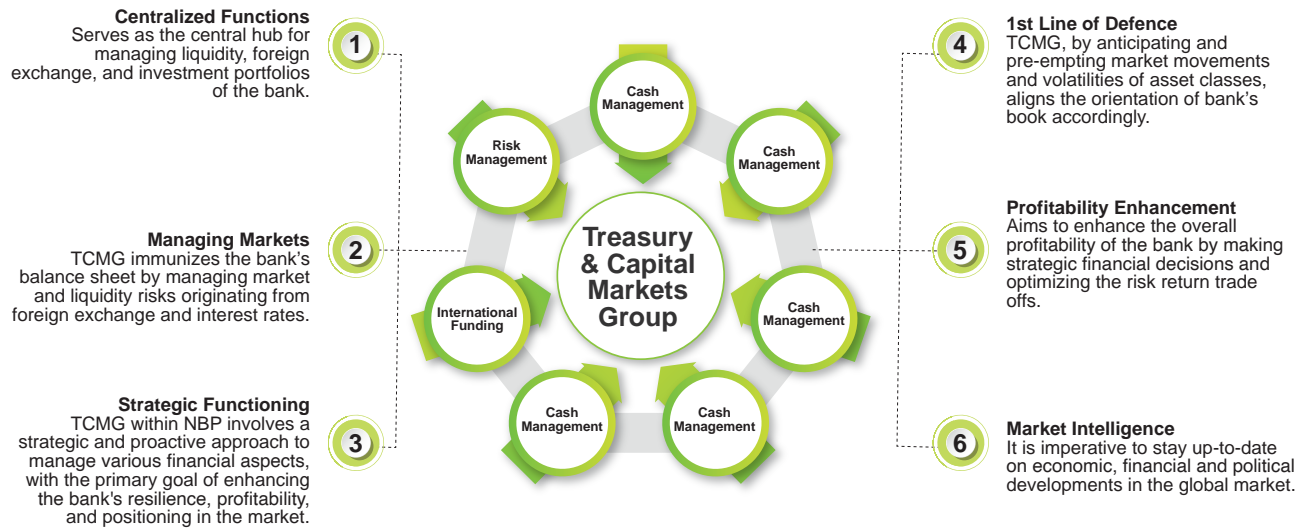 Centralized Functions
Serves as the central hub for
managing liquidity, foreign
exchange, and investment portfolios
of the bank.
1
Managing Markets
TCMG immunizes the bank's
balance sheet by managing market
and liquidity risks originating from
foreign exchange and interest rates.
2
Strategic Functioning
TCMG within NBP involves a
strategic and proactive approach to
manage various financial aspects,
with the primary goal of enhancing
the bank's resilience, profitability,
and positioning in the market.
3
Cash
Management
Risk
Management
Cash
Management
Treasury
& Capital
Markets
Group
International
Funding
Cash
Management
Cash
Management
Cash
Management
4
1st Line of Defence
TCMG, by anticipating and
pre-empting market movements
and volatilities of asset classes,
aligns the orientation of bank's
book accordingly.
5
Profitability Enhancement
Aims to enhance the overall
profitability of the bank by making
strategic financial decisions and
optimizing the risk return trade
offs.
6
Market Intelligence
It is imperative to stay up-to-date
on economic, financial and political
developments in the global market.